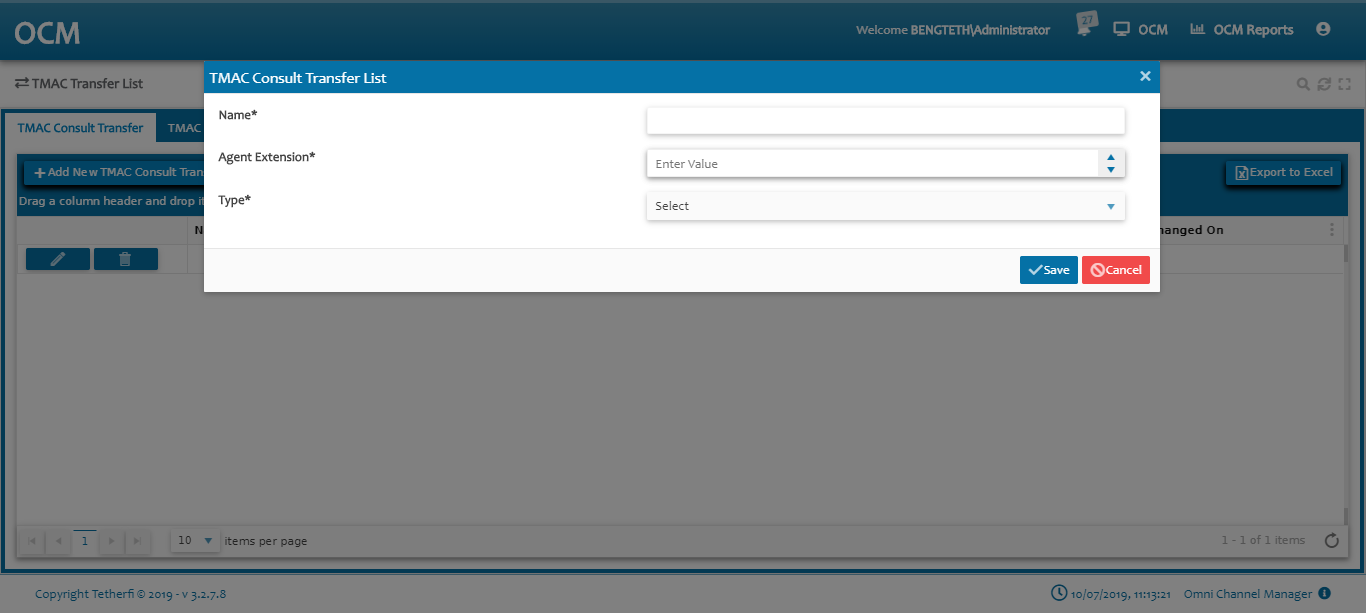 OCM
Welcome BENGTETH\Administrator
27
OCM
OCM Reports
TMAC Transfer List
TMAC Consult Transfer List
TMAC Consult Transfer
TMAC
Name*
Agent Extension*
Enter Value
Type*
Select
Add New TMAC Consult Tran
Export to Excel
Drag a column header and drop it
N
hanged On
Save
Cancel
1
10
items per page
1 - 1 of 1 items
Copyright Tetherfi © 2019 - v 3.2.7.8
10/07/2019, 11:13:21
Omni Channel Manager